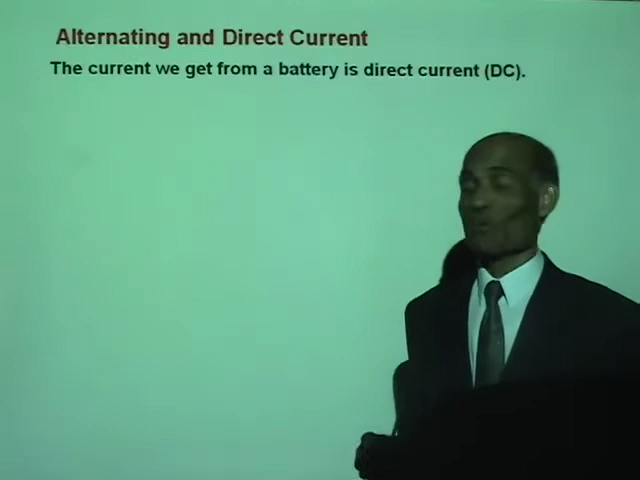 Alternating and Direct Current
The current we get from a battery is direct current (DC).